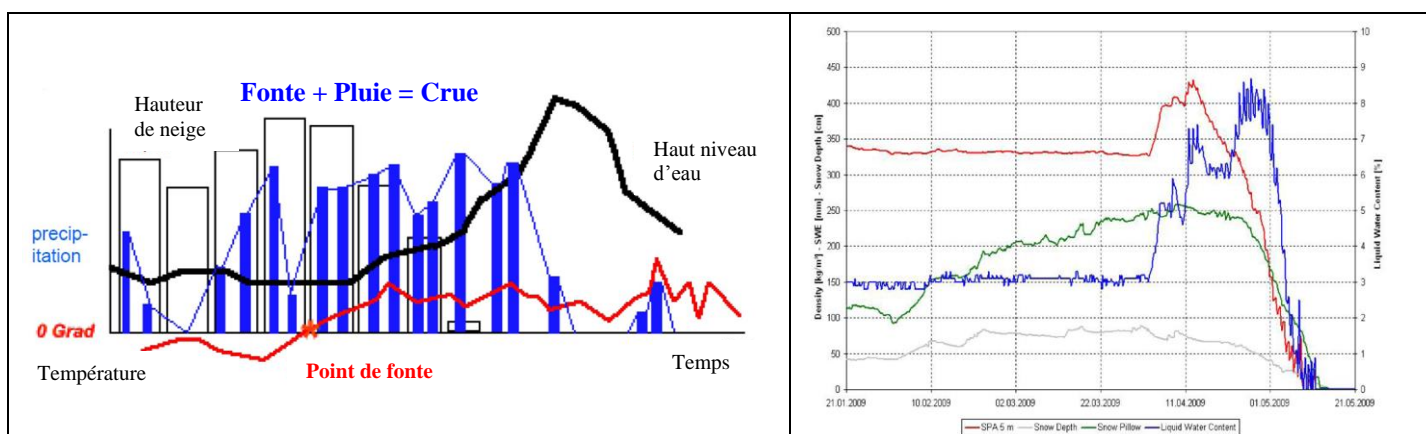 Fonte + Pluie = Crue
Hauteur
de neige
Haut niveau
d'eau
precip-
itation
0 Grad
Température
Point de fonte
Temps
Density [kg/m³] - SWE [mm] - Snow Depth [cm]
500
450
400
350
300
250
200
150
100
50
0
10
9
8
7
6
5
4
3
2
1
0
Liquid Water Content [%]
21.01.2009 10.02.2009 02.03.2009 22.03.2009 11.04.2009 01.05.2009 21.05.2009
SPA 5 m Snow Depth Snow Pillow Liquid Water Content